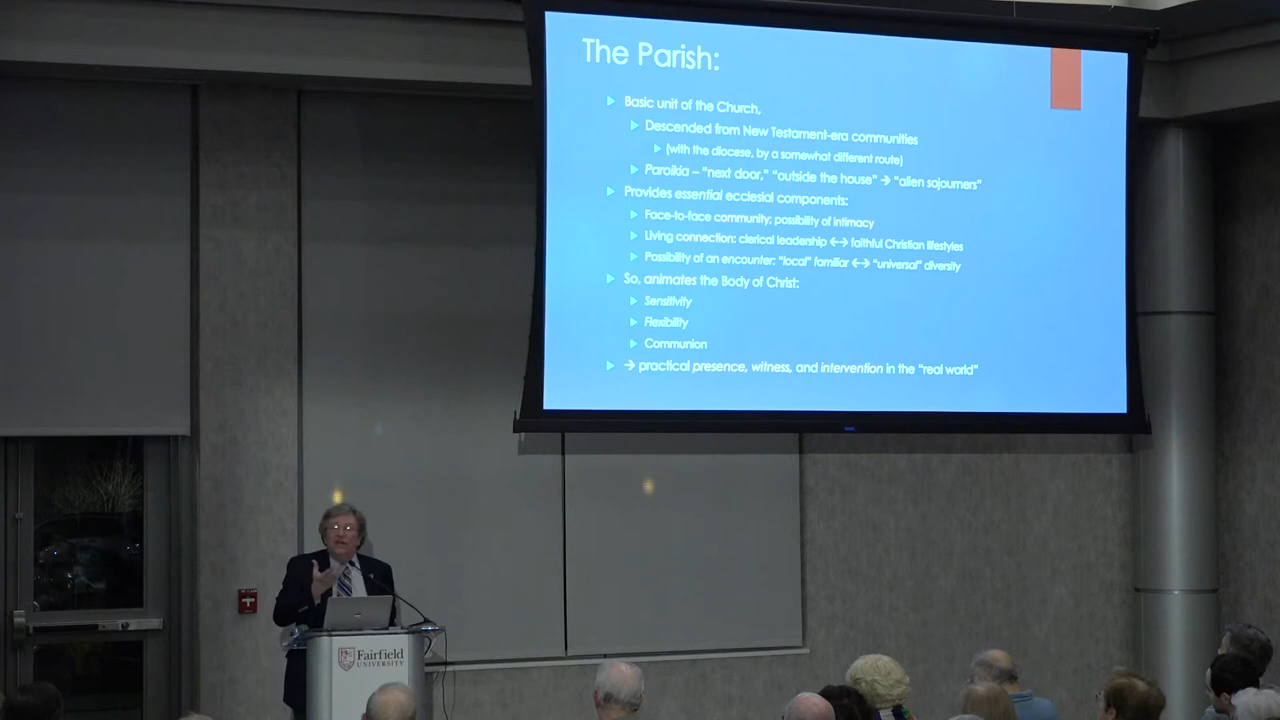 The Parish:
Basic unit of the Church,
Descended from New Testament-era communities
(with the diocese, by a somewhat different route)
Paroikia – "next door," "outside the house" → "alien sojourners"
Provides essential ecclesial components:
Face-to-face community; possibility of intimacy
Living connection: clerical leadership ↔ faithful Christian lifestyles
Possibility of an encounter: "local" familiar ↔ "universal" diversity
So, animates the Body of Christ:
Sensitivity
Flexibility
Communion
→ practical presence, witness, and intervention in the "real world"
Fairfield
UNIVERSITY